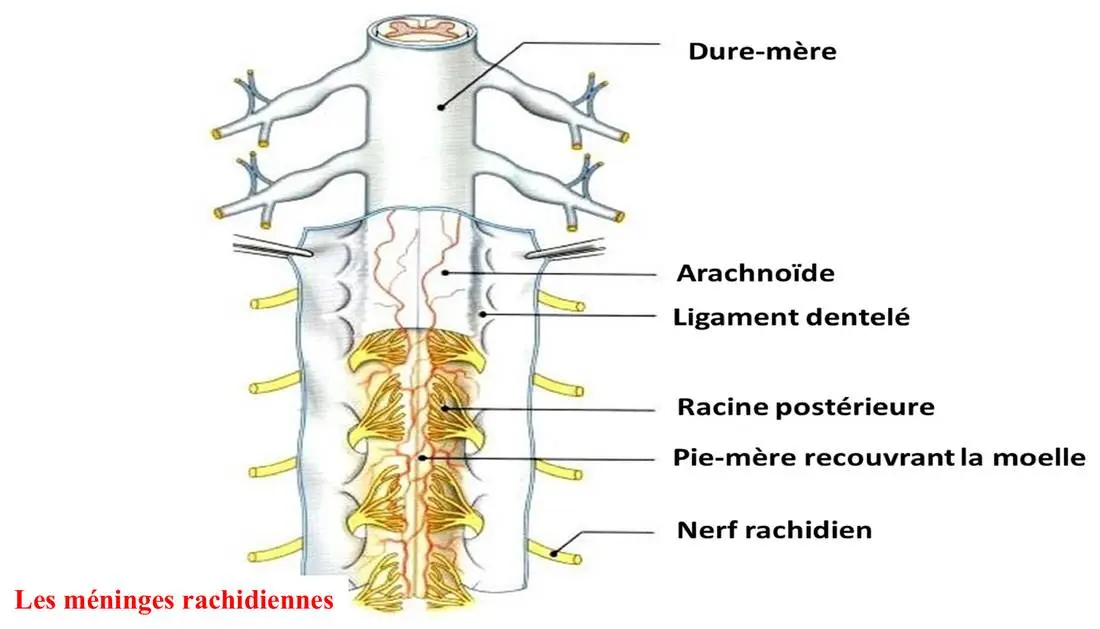 Dure-mère
Arachnoïde
Ligament dentelé
Racine postérieure
Pie-mère recouvrant la moelle
Nerf rachidien
Les méninges rachidiennes